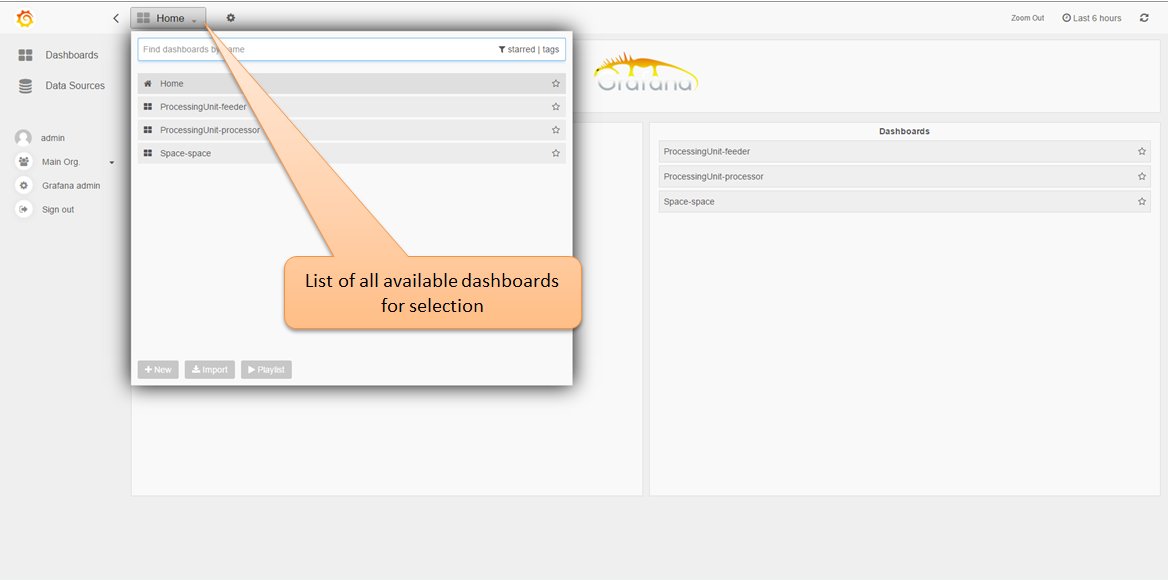 Home
Zoom Out
Last 6 hours
Dashboards
Data Sources
admin
Main Org.
Grafana admin
Sign out
Find dashboards by name
starred | tags
Home
ProcessingUnit-feeder
ProcessingUnit-processor
Space-space
New
Import
Playlist
List of all available dashboards
for selection
Grafana
Dashboards
ProcessingUnit-feeder
ProcessingUnit-processor
Space-space